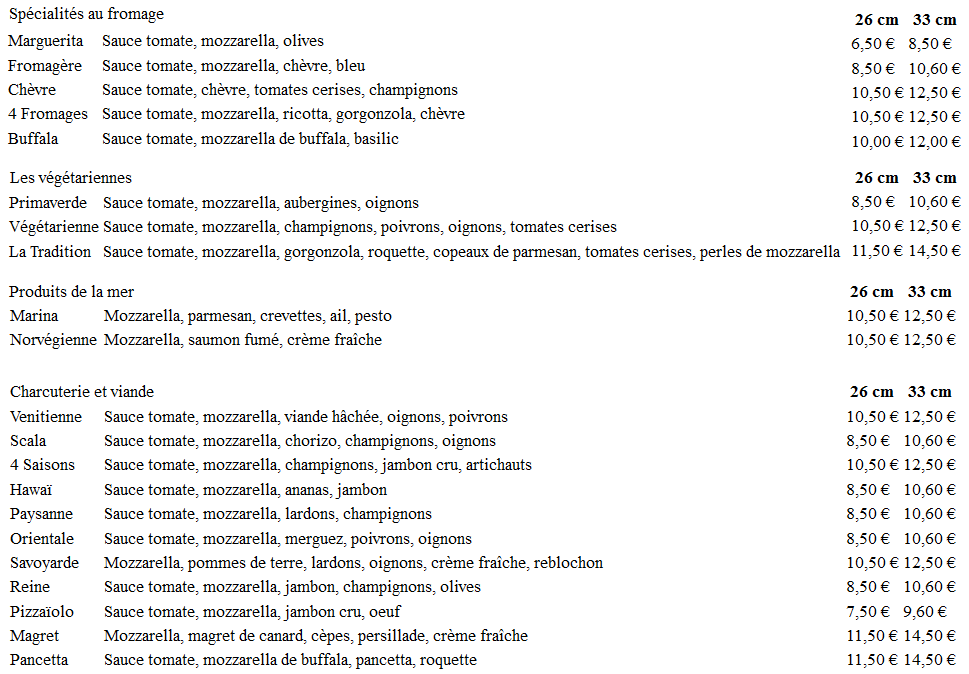 Spécialités au fromage 26 cm 33 cm
Marguerita Sauce tomate, mozzarella, olives 6,50 € 8,50 €
Fromagère Sauce tomate, mozzarella, chèvre, bleu 8,50 € 10,60 €
Chèvre Sauce tomate, chèvre, tomates cerises, champignons 10,50 € 12,50 €
4 Fromages Sauce tomate, mozzarella, ricotta, gorgonzola, chèvre 10,50 € 12,50 €
Buffala Sauce tomate, mozzarella de buffala, basilic 10,00 € 12,00 €
Les végétariennes 26 cm 33 cm
Primaverde Sauce tomate, mozzarella, aubergines, oignons 8,50 € 10,60 €
Végétarienne Sauce tomate, mozzarella, champignons, poivrons, oignons, tomates cerises 10,50 € 12,50 €
La Tradition Sauce tomate, mozzarella, gorgonzola, roquette, copeaux de parmesan, tomates cerises, perles de mozzarella 11,50 € 14,50 €
Produits de la mer 26 cm 33 cm
Marina Mozzarella, parmesan, crevettes, ail, pesto 10,50 € 12,50 €
Norvégienne Mozzarella, saumon fumé, crème fraîche 10,50 € 12,50 €
Charcuterie et viande 26 cm 33 cm
Venitienne Sauce tomate, mozzarella, viande hâchée, oignons, poivrons 10,50 € 12,50 €
Scala Sauce tomate, mozzarella, chorizo, champignons, oignons 8,50 € 10,60 €
4 Saisons Sauce tomate, mozzarella, champignons, jambon cru, artichauts 10,50 € 12,50 €
Hawaï Sauce tomate, mozzarella, ananas, jambon 8,50 € 10,60 €
Paysanne Sauce tomate, mozzarella, lardons, champignons 8,50 € 10,60 €
Orientale Sauce tomate, mozzarella, merguez, poivrons, oignons 8,50 € 10,60 €
Savoyarde Mozzarella, pommes de terre, lardons, oignons, crème fraîche, reblochon 10,50 € 12,50 €
Reine Sauce tomate, mozzarella, jambon, champignons, olives 8,50 € 10,60 €
Pizzaïolo Sauce tomate, mozzarella, jambon cru, oeuf 7,50 € 9,60 €
Magret Mozzarella, magret de canard, cèpes, persillade, crème fraîche 11,50 € 14,50 €
Pancetta Sauce tomate, mozzarella de buffala, pancetta, roquette 11,50 € 14,50 €